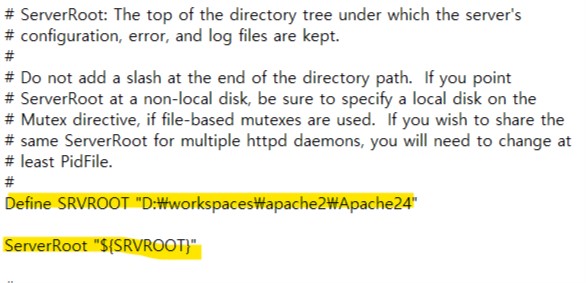 # ServerRoot: The top of the directory tree under which the server's
# configuration, error, and log files are kept.
#
# Do not add a slash at the end of the directory path.  If you point
# ServerRoot at a non-local disk, be sure to specify a local disk on the
# Mutex directive, if file-based mutexes are used.  If you wish to share the
# same ServerRoot for multiple httpd daemons, you will need to change at
# least PidFile.
#
Define SRVROOT "D:₩workspaces₩apache2₩Apache24"
ServerRoot "${SRVROOT}"